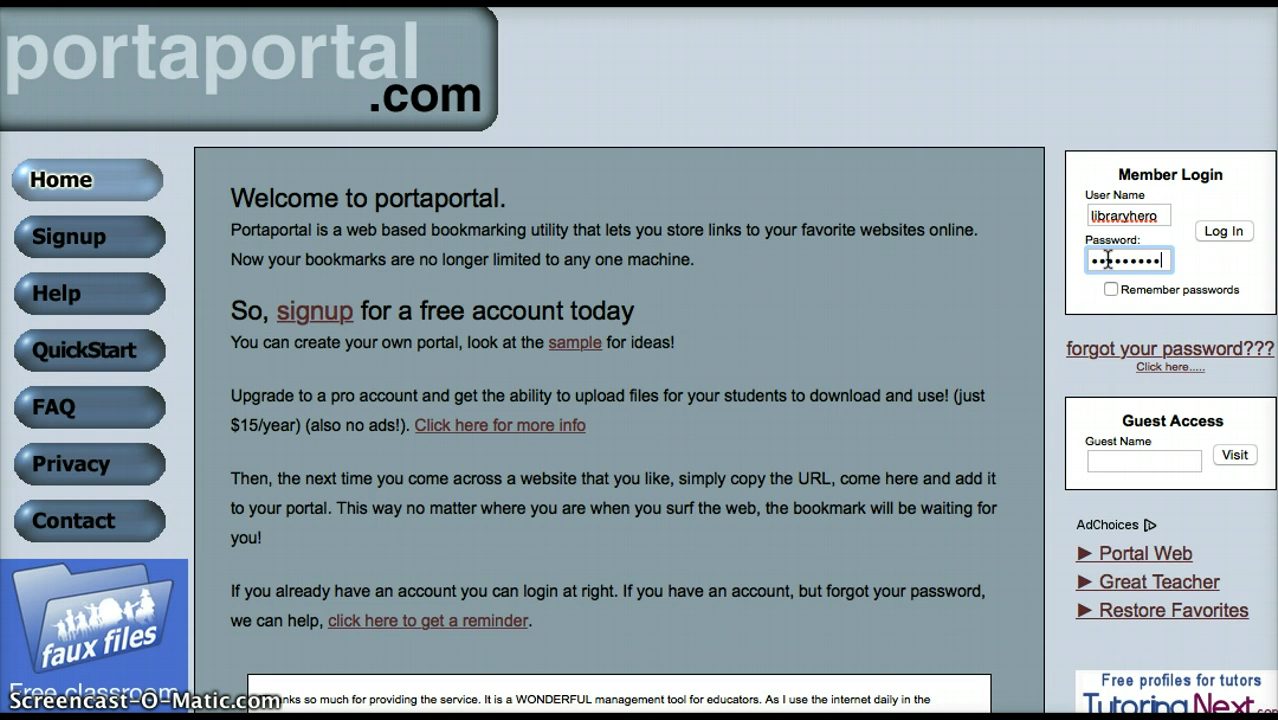 portaportal
.com
Home
Signup
Help
QuickStart
FAQ
Privacy
Contact
faux files
Free classroom
Screencast-O-Matic.com
Welcome to portaportal.
Portaportal is a web based bookmarking utility that lets you store links to your favorite websites online.
Now your bookmarks are no longer limited to any one machine.
So, signup for a free account today
You can create your own portal, look at the sample for ideas!
Upgrade to a pro account and get the ability to upload files for your students to download and use! (just
$15/year) (also no ads!). Click here for more info
Then, the next time you come across a website that you like, simply copy the URL, come here and add it
to your portal. This way no matter where you are when you surf the web, the bookmark will be waiting for
you!
If you already have an account you can login at right. If you have an account, but forgot your password,
we can help, click here to get a reminder.
so much for providing the service. It is a WONDERFUL management tool for educators. As I use the internet daily in the
Member Login
User Name
libraryhero
Log In
Password:
Remember passwords
forgot your password???
Click here.....
Guest Access
Guest Name
Visit
AdChoices
► Portal Web
► Great Teacher
► Restore Favorites
Free profiles for tutors
TutoringNext.com